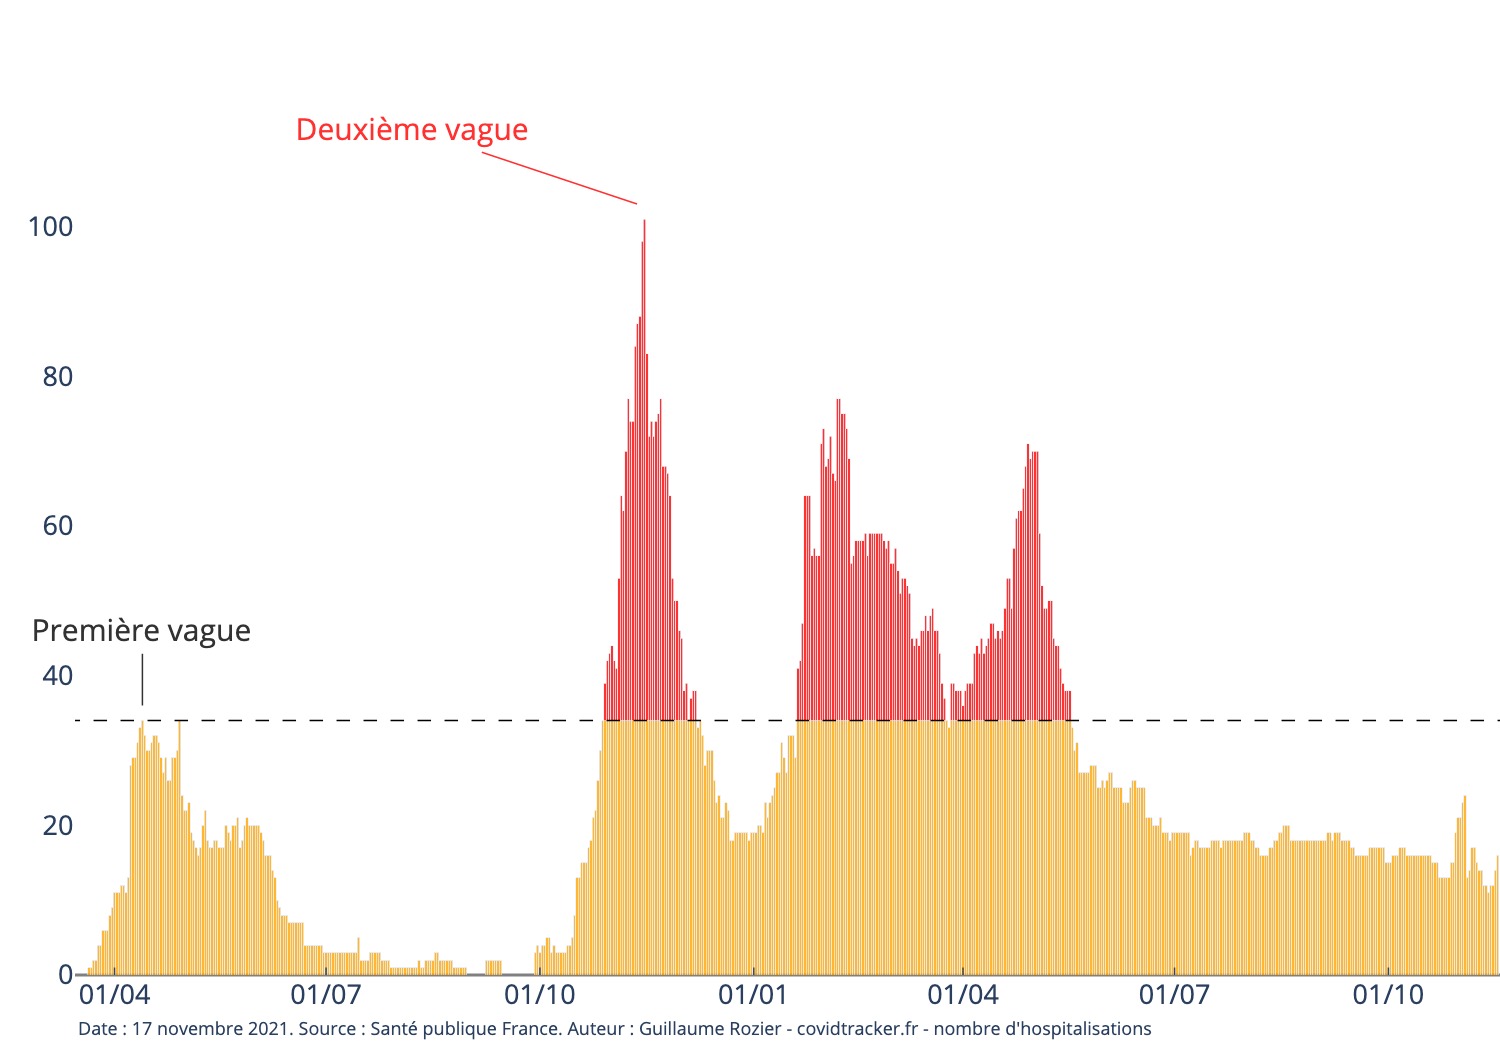 Deuxième vague
100
80
60
Première vague
40
20
0
01/04 01/07 01/10 01/01 01/04 01/07 01/10
Date : 17 novembre 2021. Source : Santé publique France. Auteur : Guillaume Rozier - covidtracker.fr - nombre d'hospitalisations